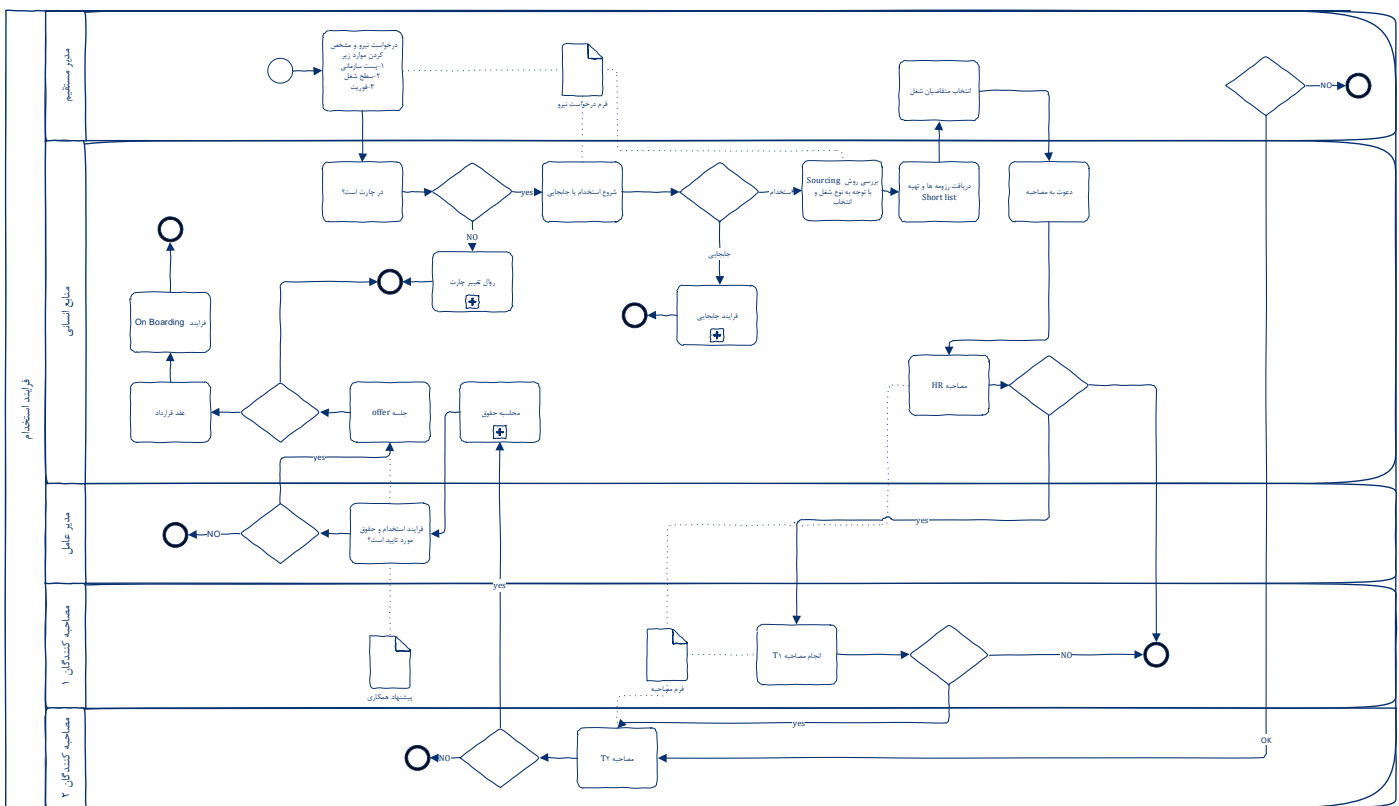 فرایند استخدام
مدیر مستقیم
درخواست نیرو و مشخص
کردن موارد زیر
۱-پست سازمانی
۲-سطح شغل
۳-فوریت
فرم درخواست نیرو
انتخاب متقاضیان شغل
NO
منابع انسانی
در چارت است؟
yes
شروع استخدام یا جابجایی
استخدام
بررسی روش Sourcing
با توجه به نوع شغل و
انتخاب
دریافت رزومه ها و تهیه
Short list
دعوت به مصاحبه
NO
روال تغییر چارت
جابجایی
فرایند جابجایی
فرایند On Boarding
مصاحبه HR
عقد قرارداد
جلسه offer
محاسبه حقوق
yes
مدیر عامل
NO
فرایند استخدام و حقوق
مورد تایید است؟
yes
yes
مصاحبه کنندگان ۱
پیشنهاد همکاری
فرم مصاحبه
انجام مصاحبه T۱
NO
مصاحبه کنندگان ۲
yes
OK
NO
مصاحبه T۲